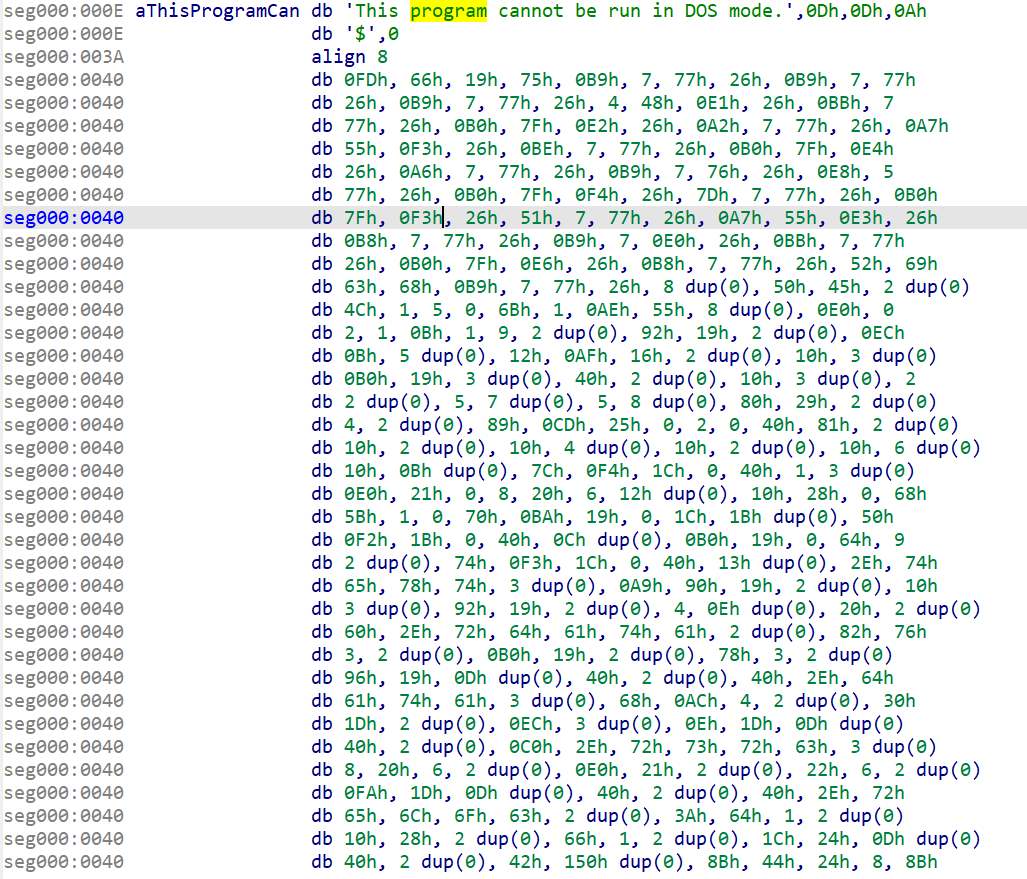 seg000:000E aThisProgramCan db 'This program cannot be run in DOS mode.',0Dh,0Dh,0Ah
seg000:000E db '$',0
seg000:003A align 8
seg000:0040 db 0FDh, 66h, 19h, 75h, 0B9h, 7, 77h, 26h, 0B9h, 7, 77h
seg000:0040 db 26h, 0B9h, 7, 77h, 26h, 4, 48h, 0E1h, 26h, 0BBh, 7
seg000:0040 db 77h, 26h, 0B0h, 7Fh, 0E2h, 26h, 0A2h, 7, 77h, 26h, 0A7h
seg000:0040 db 55h, 0F3h, 26h, 0BEh, 7, 77h, 26h, 0B0h, 7Fh, 0E4h
seg000:0040 db 26h, 0A6h, 7, 77h, 26h, 0B9h, 7, 76h, 26h, 0E8h, 5
seg000:0040 db 77h, 26h, 0B0h, 7Fh, 0F4h, 26h, 7Dh, 7, 77h, 26h, 0B0h
seg000:0040 db 7Fh, 0F3h, 26h, 51h, 7, 77h, 26h, 0A7h, 55h, 0E3h, 26h
seg000:0040 db 0B8h, 7, 77h, 26h, 0B9h, 7, 0E0h, 26h, 0BBh, 7, 77h
seg000:0040 db 26h, 0B0h, 7Fh, 0E6h, 26h, 0B8h, 7, 77h, 26h, 52h, 69h
seg000:0040 db 63h, 68h, 0B9h, 7, 77h, 26h, 8 dup(0), 50h, 45h, 2 dup(0)
seg000:0040 db 4Ch, 1, 5, 0, 6Bh, 1, 0AEh, 55h, 8 dup(0), 0E0h, 0
seg000:0040 db 2, 1, 0Bh, 1, 9, 2 dup(0), 92h, 19h, 2 dup(0), 0ECh
seg000:0040 db 0Bh, 5 dup(0), 12h, 0AFh, 16h, 2 dup(0), 10h, 3 dup(0)
seg000:0040 db 0B0h, 19h, 3 dup(0), 40h, 2 dup(0), 10h, 3 dup(0), 2
seg000:0040 db 2 dup(0), 5, 7 dup(0), 5, 8 dup(0), 80h, 29h, 2 dup(0)
seg000:0040 db 4, 2 dup(0), 89h, 0CDh, 25h, 0, 2, 0, 40h, 81h, 2 dup(0)
seg000:0040 db 10h, 2 dup(0), 10h, 4 dup(0), 10h, 2 dup(0), 10h, 6 dup(0)
seg000:0040 db 10h, 0Bh dup(0), 7Ch, 0F4h, 1Ch, 0, 40h, 1, 3 dup(0)
seg000:0040 db 0E0h, 21h, 0, 8, 20h, 6, 12h dup(0), 10h, 28h, 0, 68h
seg000:0040 db 5Bh, 1, 0, 70h, 0BAh, 19h, 0, 1Ch, 1Bh dup(0), 50h
seg000:0040 db 0F2h, 1Bh, 0, 40h, 0Ch dup(0), 0B0h, 19h, 0, 64h, 9
seg000:0040 db 2 dup(0), 74h, 0F3h, 1Ch, 0, 40h, 13h dup(0), 2Eh, 74h
seg000:0040 db 65h, 78h, 74h, 3 dup(0), 0A9h, 90h, 19h, 2 dup(0), 10h
seg000:0040 db 3 dup(0), 92h, 19h, 2 dup(0), 4, 0Eh dup(0), 20h, 2 dup(0)
seg000:0040 db 60h, 2Eh, 72h, 64h, 61h, 74h, 61h, 2 dup(0), 82h, 76h
seg000:0040 db 3, 2 dup(0), 0B0h, 19h, 2 dup(0), 78h, 3, 2 dup(0)
seg000:0040 db 96h, 19h, 0Dh dup(0), 40h, 2 dup(0), 40h, 2Eh, 64h
seg000:0040 db 61h, 74h, 61h, 3 dup(0), 68h, 0ACh, 4, 2 dup(0), 30h
seg000:0040 db 1Dh, 2 dup(0), 0ECh, 3 dup(0), 0Eh, 1Dh, 0Dh dup(0)
seg000:0040 db 40h, 2 dup(0), 0C0h, 2Eh, 72h, 73h, 72h, 63h, 3 dup(0)
seg000:0040 db 8, 20h, 6, 2 dup(0), 0E0h, 21h, 2 dup(0), 22h, 6, 2 dup(0)
seg000:0040 db 0FAh, 1Dh, 0Dh dup(0), 40h, 2 dup(0), 40h, 2Eh, 72h
seg000:0040 db 65h, 6Ch, 6Fh, 63h, 2 dup(0), 3Ah, 64h, 1, 2 dup(0)
seg000:0040 db 10h, 28h, 2 dup(0), 66h, 1, 2 dup(0), 1Ch, 24h, 0Dh dup(0)
seg000:0040 db 40h, 2 dup(0), 42h, 150h dup(0), 8Bh, 44h, 24h, 8, 8Bh